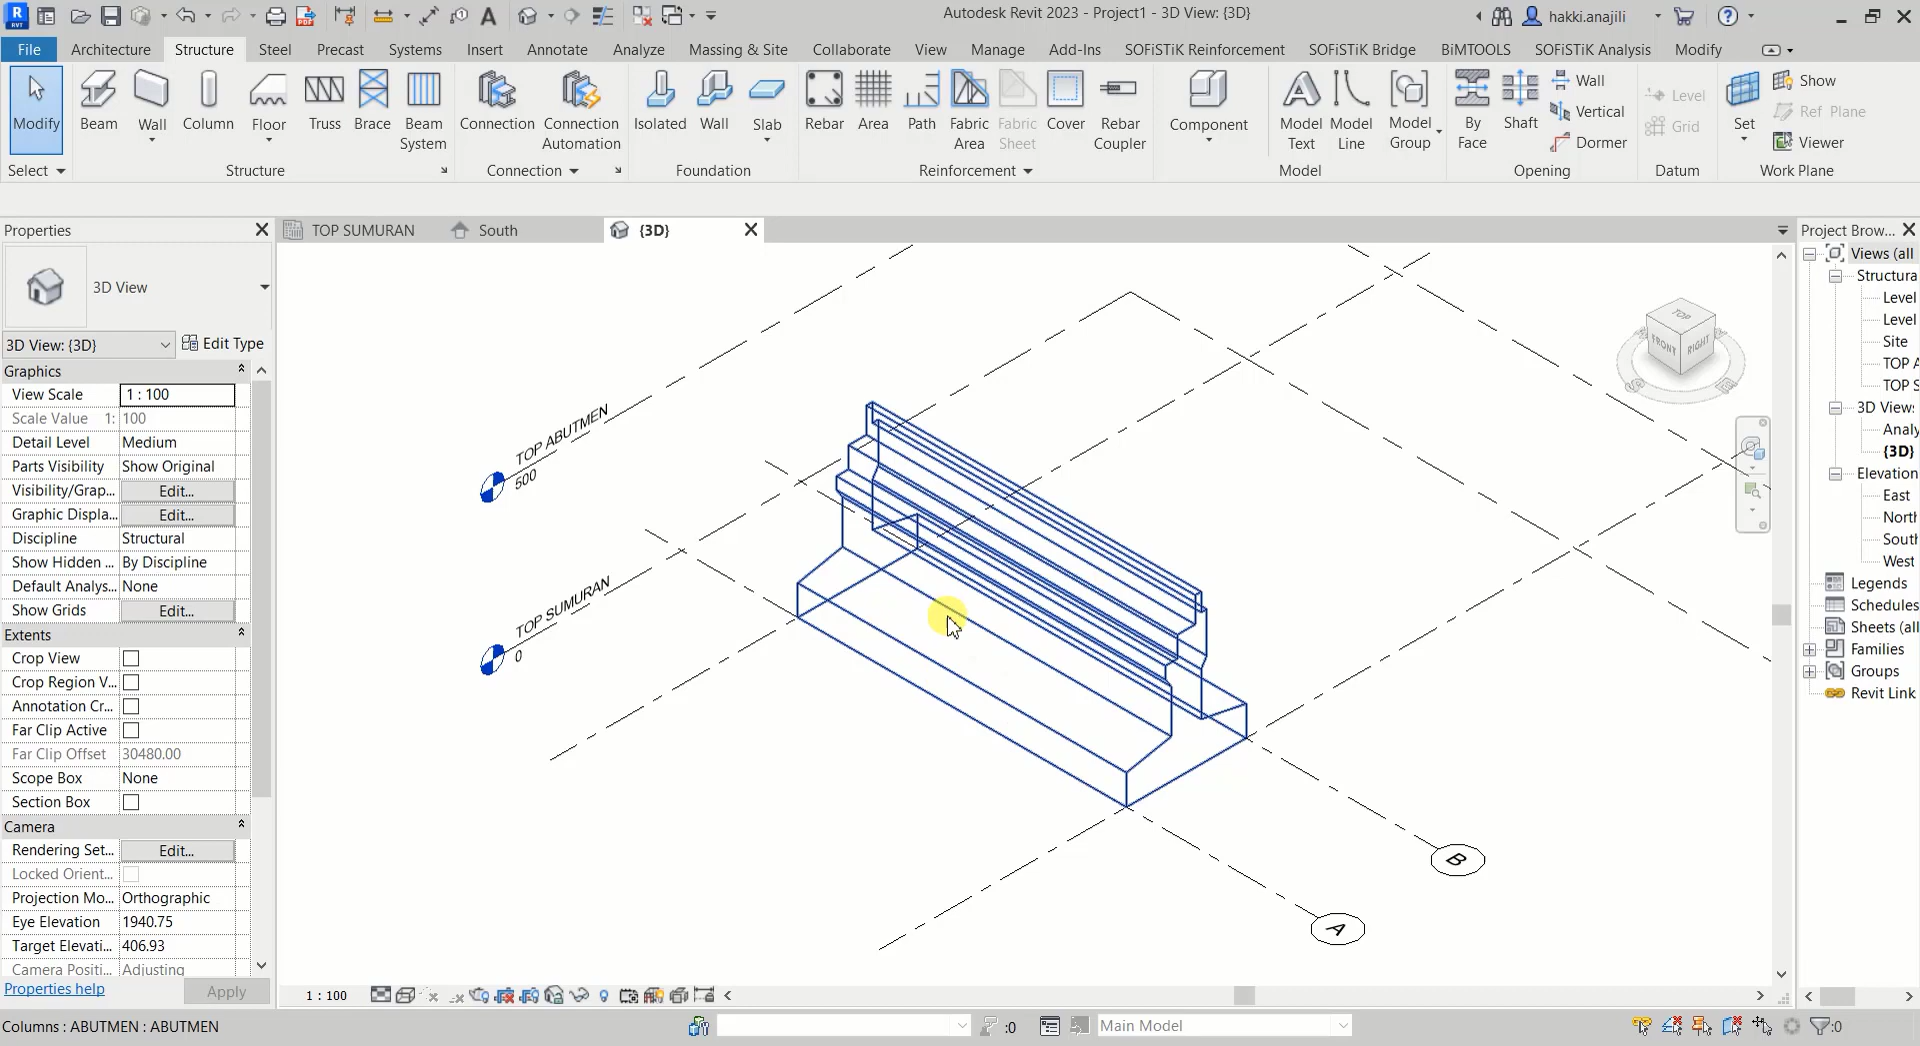 Autodesk Revit 2023 - Project1 - 3D View: {3D}
hakki.anajili
File Architecture Structure Steel Precast Systems Insert Annotate Analyze Massing & Site Collaborate View Manage Add-Ins SOFiSTiK Reinforcement SOFiSTiK Bridge BiMTOOLS SOFiSTiK Analysis Modify
Modify Beam Wall Column Floor Truss Brace Beam System Connection Connection Automation Isolated Wall Slab Rebar Area Path Fabric Area Fabric Sheet Cover Rebar Coupler Component Model Text Model Line Model Group By Face Shaft Wall Vertical Dormer Level Grid Set Show Ref Plane Viewer
Select Structure Connection Foundation Reinforcement Model Opening Datum Work Plane
Properties
TOP SUMURAN South {3D}
Project Brow...
3D View
3D View: {3D} Edit Type
Graphics
View Scale 1 : 100
Scale Value 1: 100
Detail Level Medium
Parts Visibility Show Original
Visibility/Grap... Edit...
Graphic Displa... Edit...
Discipline Structural
Show Hidden ... By Discipline
Default Analys... None
Show Grids Edit...
Extents
Crop View
Crop Region V...
Annotation Cr...
Far Clip Active
Far Clip Offset 30480.00
Scope Box None
Section Box
Camera
Rendering Set... Edit...
Locked Orient...
Projection Mo... Orthographic
Eye Elevation 1940.75
Target Elevati... 406.93
Camera Positi... Adjusting
Properties help Apply
TOP ABUTMEN
500
TOP SUMURAN
0
B
A
TOP
FRONT
RIGHT
S
E
Views (all
Structura
Level
Level
Site
TOP A
TOP S
3D View:
Analy
{3D}
Elevation
East
North
South
West
Legends
Schedules
Sheets (all
Families
Groups
Revit Link
1 : 100
Columns : ABUTMEN : ABUTMEN
:0
Main Model
:0